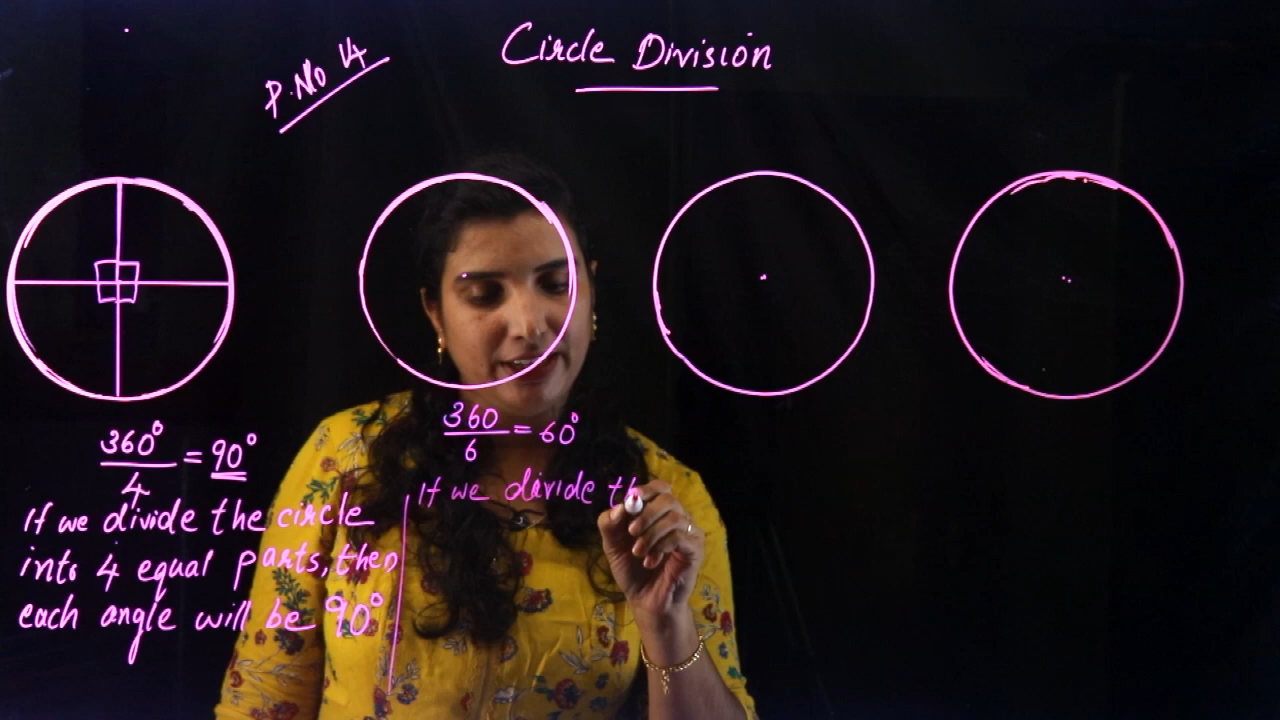 Circle Division
P.No 14
360°/4 = 90°
If we divide the circle
into 4 equal parts, then
each angle will be 90°
360/6 = 60°
If we divide th